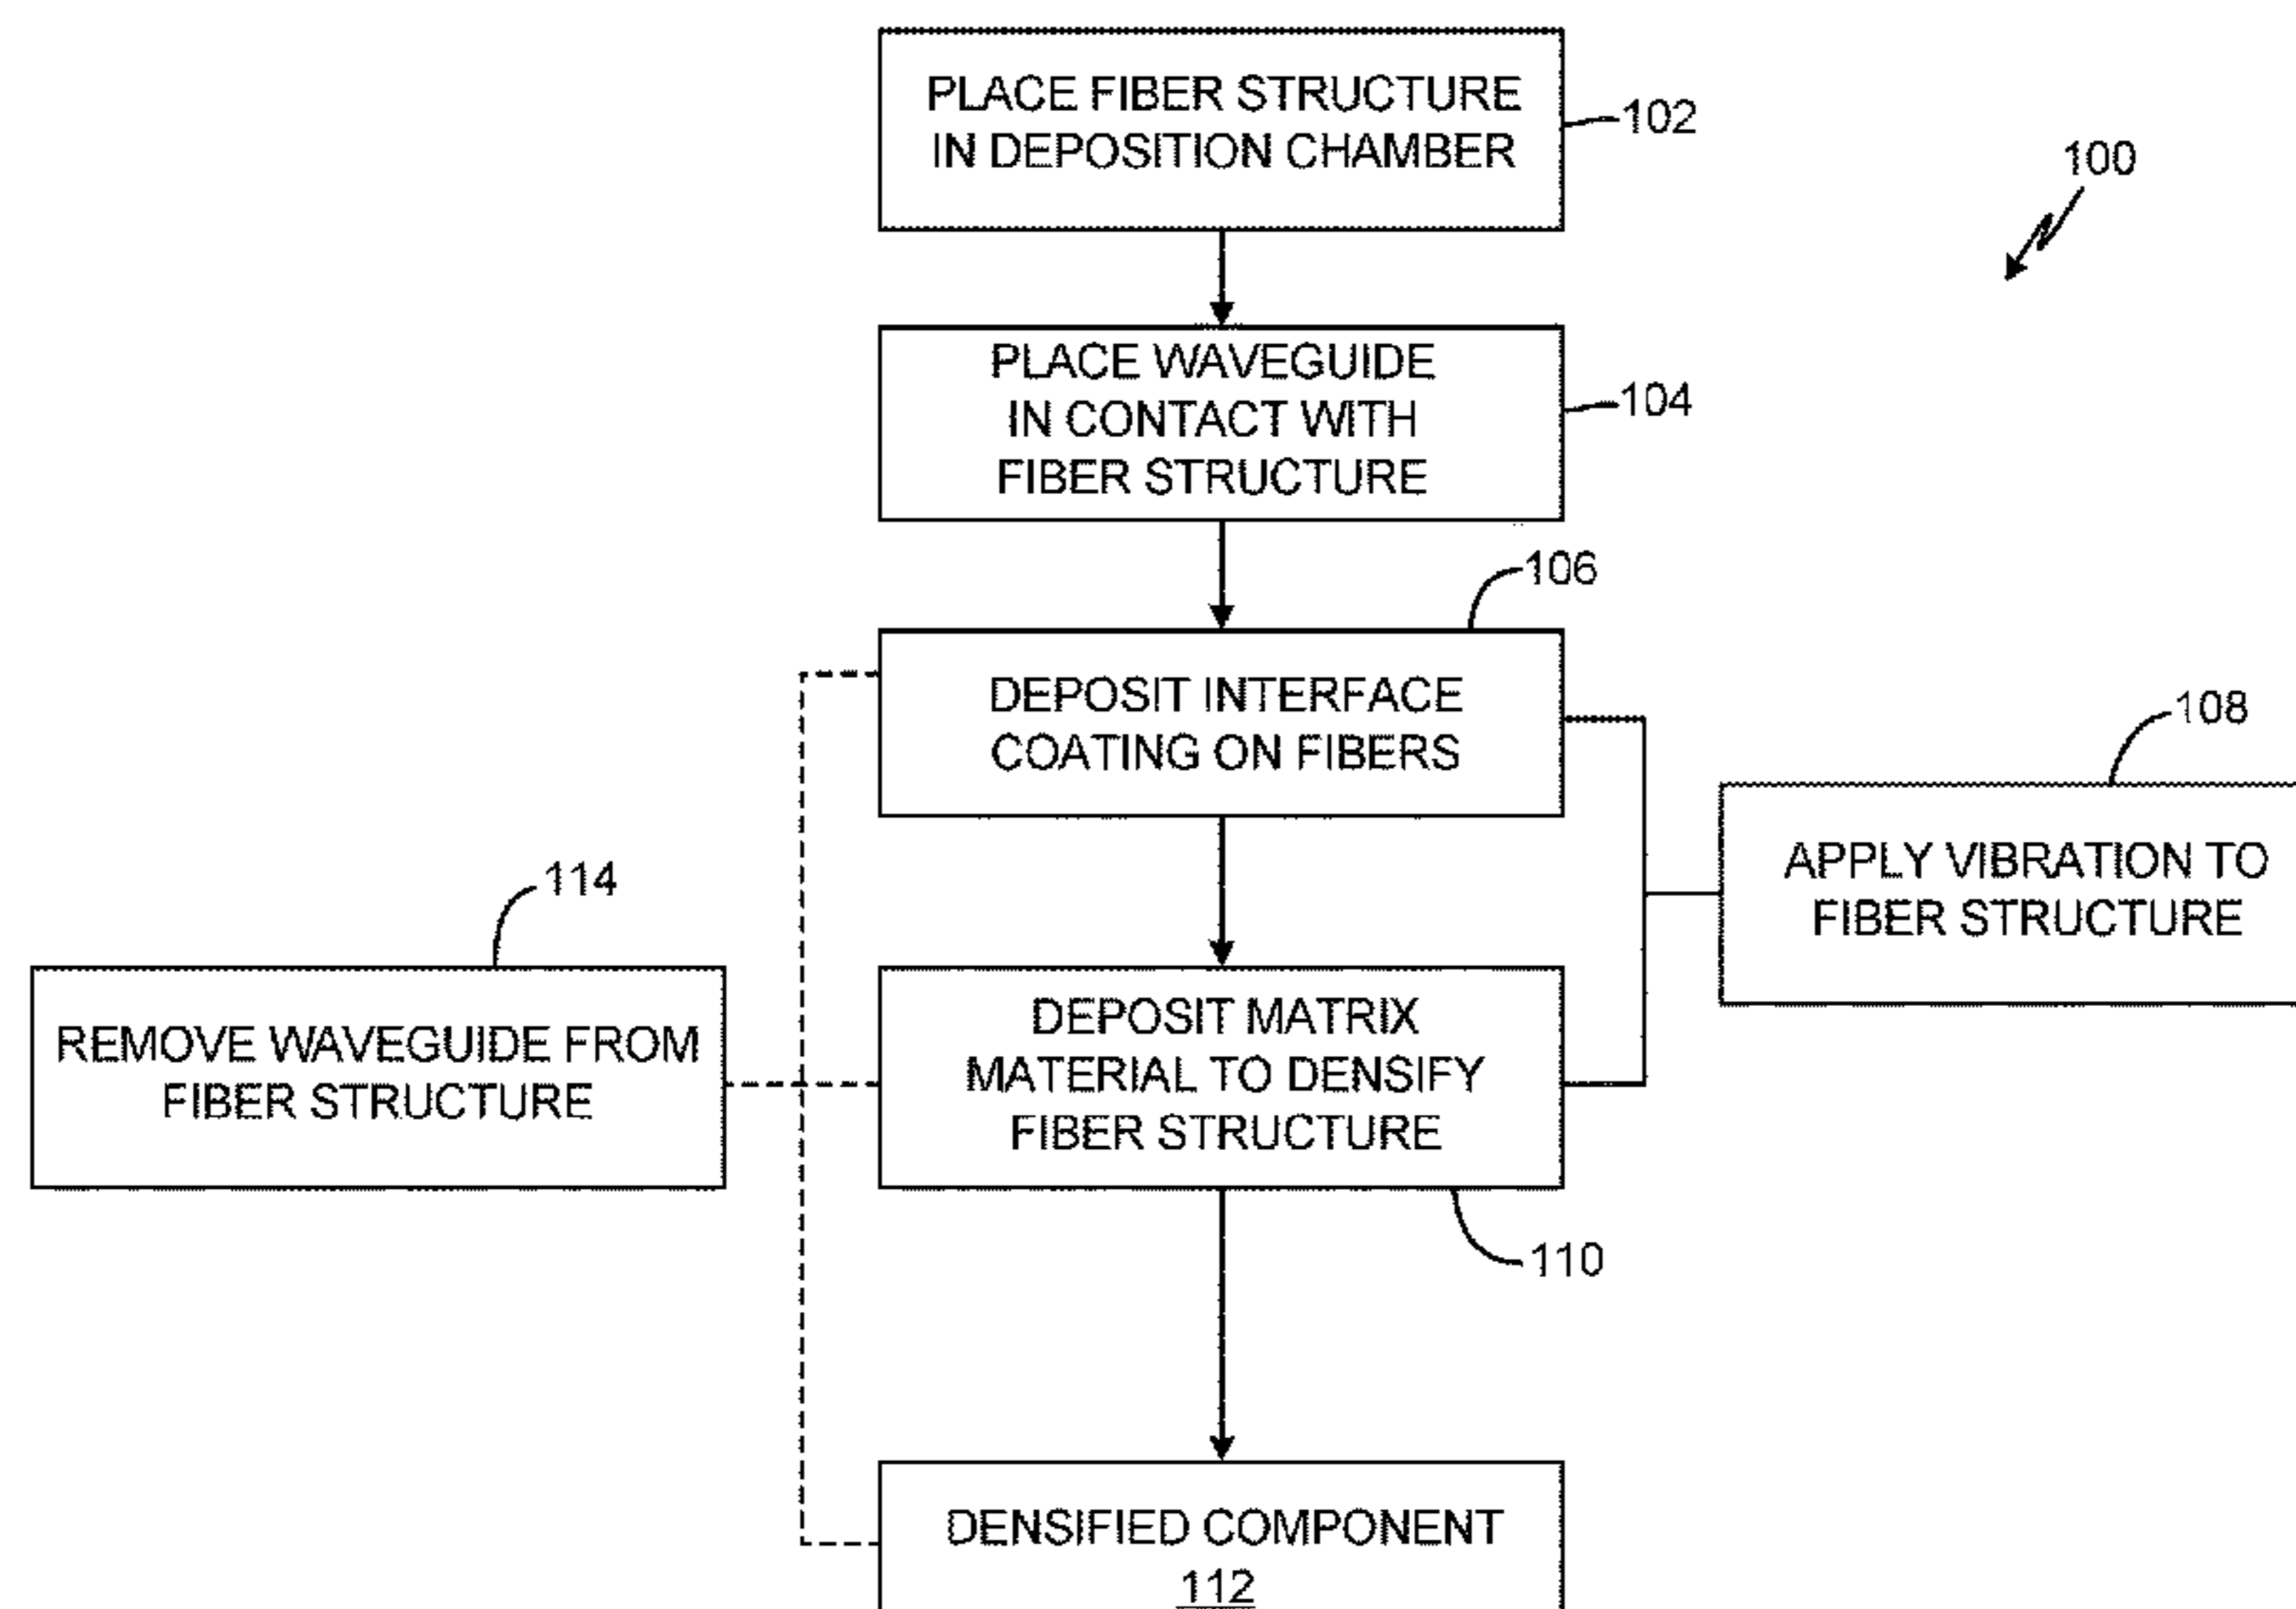 PLACE FIBER STRUCTURE
IN DEPOSITION CHAMBER
102
100
PLACE WAVEGUIDE
IN CONTACT WITH
FIBER STRUCTURE
104
106
DEPOSIT INTERFACE
COATING ON FIBERS
108
APPLY VIBRATION TO
FIBER STRUCTURE
114
REMOVE WAVEGUIDE FROM
FIBER STRUCTURE
DEPOSIT MATRIX
MATERIAL TO DENSIFY
FIBER STRUCTURE
110
DENSIFIED COMPONENT
112